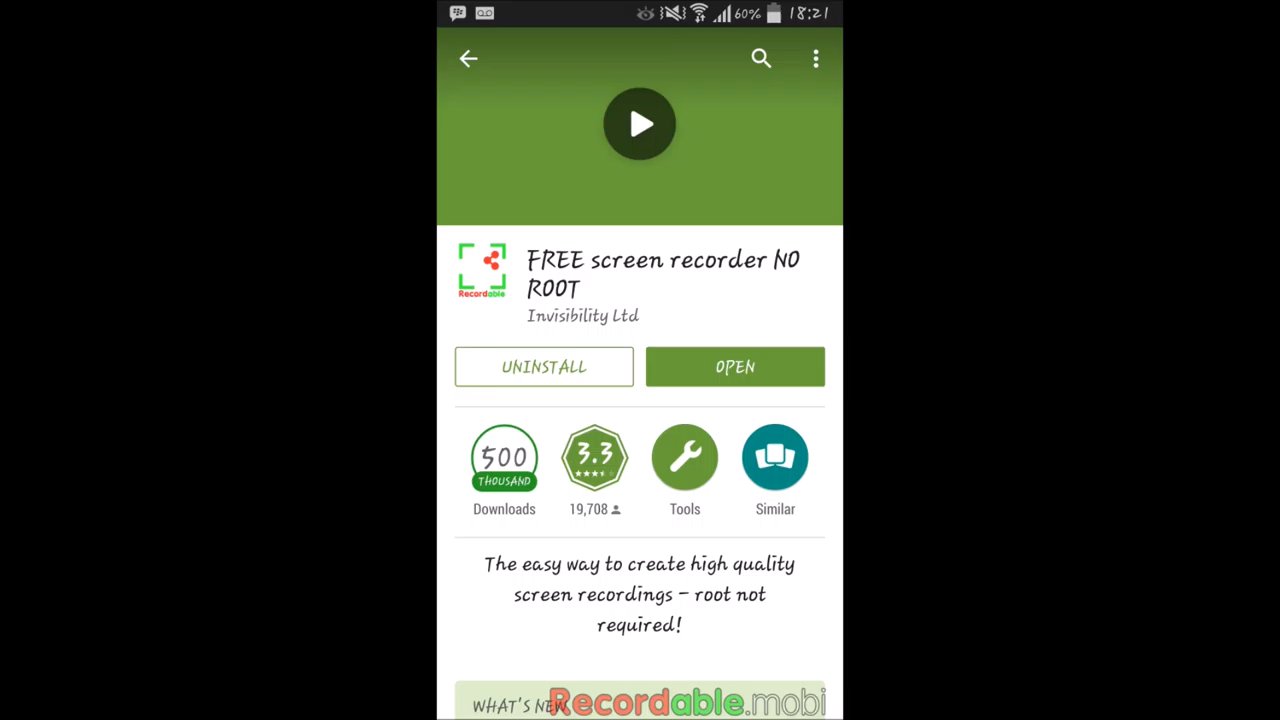 60% 18:21
Recordable
FREE screen recorder NO
ROOT
Invisibility Ltd
UNINSTALL
OPEN
500
THOUSAND
3.3
Downloads
19,708
Tools
Similar
The easy way to create high quality
screen recordings - root not
required!
WHAT'S NEW
Recordable.mobi